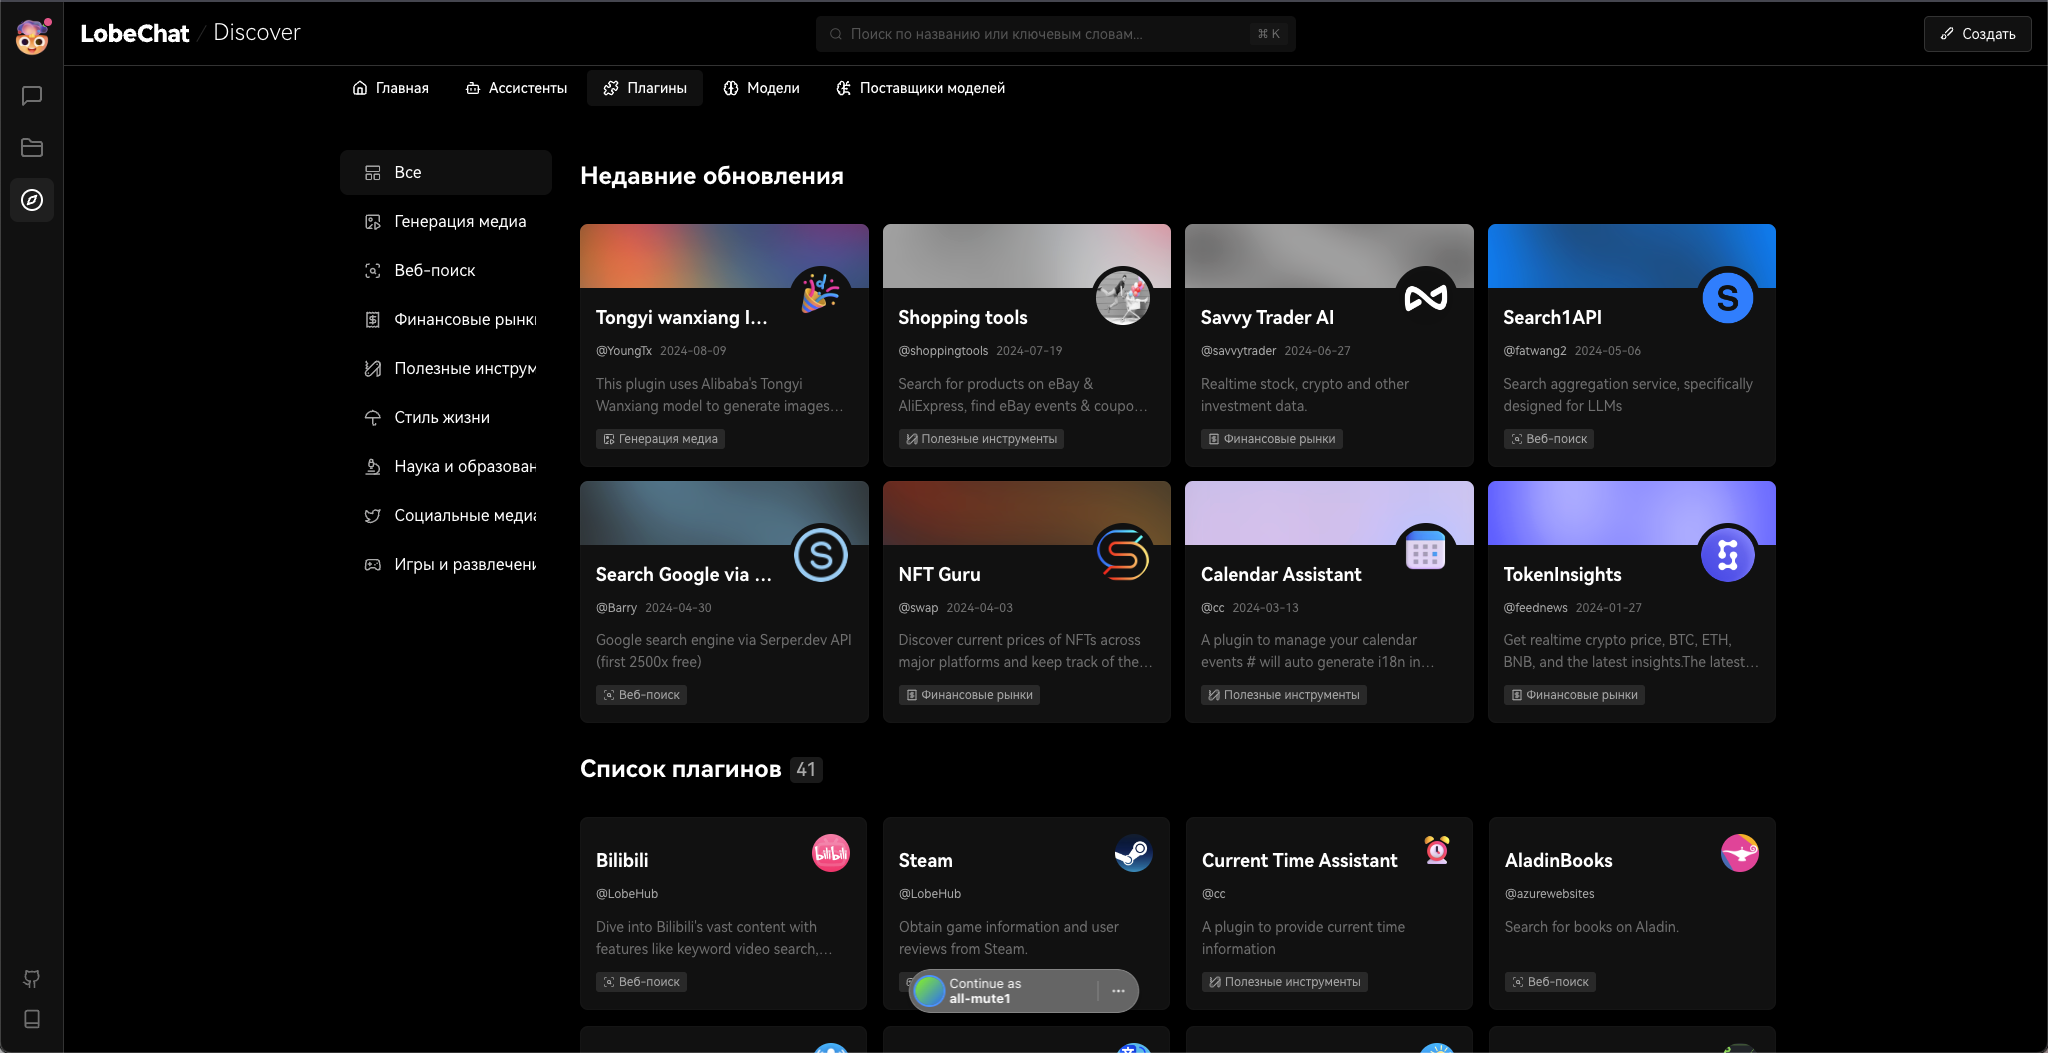 LobeChat / Discover
Поиск по названию или ключевым словам...
⌘ K
Создать
Главная
Ассистенты
Плагины
Модели
Поставщики моделей
Все
Генерация медиа
Веб-поиск
Финансовые рынки
Полезные инструм
Стиль жизни
Наука и образован
Социальные медиа
Игры и развлечени
Недавние обновления
Tongyi wanxiang I...
@YoungTx 2024-08-09
This plugin uses Alibaba's Tongyi
Wanxiang model to generate images...
Генерация медиа
Shopping tools
@shoppingtools 2024-07-19
Search for products on eBay &
AliExpress, find eBay events & coupo...
Полезные инструменты
Savvy Trader AI
@savvytrader 2024-06-27
Realtime stock, crypto and other
investment data.
Финансовые рынки
S
Search1API
@fatwang2 2024-05-06
Search aggregation service, specifically
designed for LLMs
Веб-поиск
S
Search Google via ...
@Barry 2024-04-30
Google search engine via Serper.dev API
(first 2500x free)
Веб-поиск
NFT Guru
@swap 2024-04-03
Discover current prices of NFTs across
major platforms and keep track of the...
Финансовые рынки
Calendar Assistant
@cc 2024-03-13
A plugin to manage your calendar
events # will auto generate i18n in...
Полезные инструменты
TokenInsights
@feednews 2024-01-27
Get realtime crypto price, BTC, ETH,
BNB, and the latest insights.The latest...
Финансовые рынки
Список плагинов 41
bilibili
Bilibili
@LobeHub
Dive into Bilibili's vast content with
features like keyword video search,...
Веб-поиск
Steam
@LobeHub
Obtain game information and user
reviews from Steam.
Current Time Assistant
@cc
A plugin to provide current time
information
Полезные инструменты
AladinBooks
@azurewebsites
Search for books on Aladin.
Веб-поиск
Continue as
all-mute1